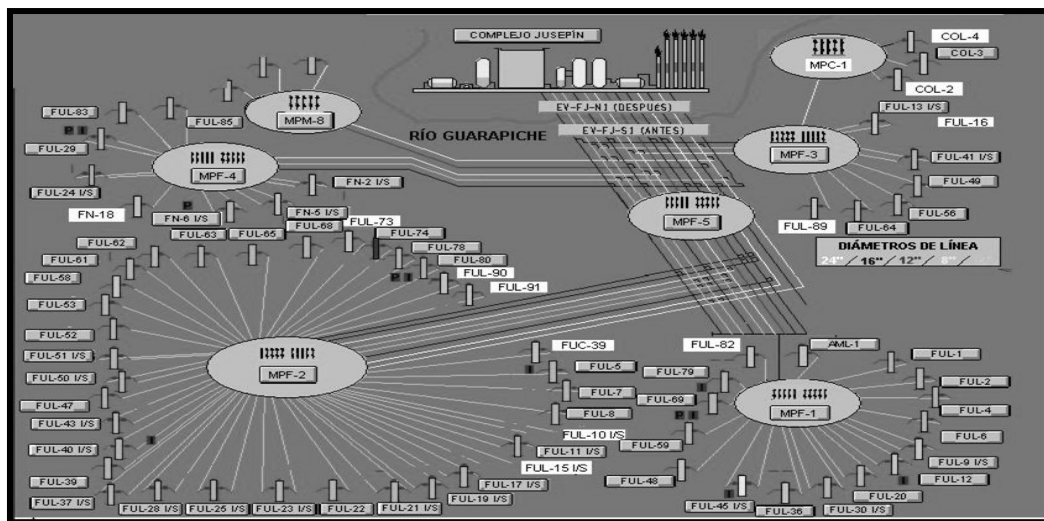 COMPLEJO JUSEPÍN
COL-4
COL-3
MPC-1
COL-2
EV-FJ-N1 (DESPUÉS)
EV-FJ-S1 (ANTES)
RÍO GUARAPICHE
FUL-13 I/S
FUL-16
FUL-83
FUL-85
MPM-8
FUL-29
MPF-4
MPF-3
FUL-41 I/S
FUL-24 I/S
FN-2 I/S
FUL-49
FN-18
FN-6 I/S
FN-5 I/S
MPF-5
FUL-89
FUL-56
FUL-64
FUL-63
FUL-65
FUL-68
FUL-73
FUL-74
DIÁMETROS DE LÍNEA
24" / 16" / 12" / 8" /
FUL-62
FUL-78
FUL-61
FUL-80
FUL-58
FUL-90
FUL-91
FUL-53
FUL-52
FUL-51 I/S
FUL-50 I/S
FUL-47
FUL-43 I/S
FUL-40 I/S
FUL-39
FUL-37 I/S
MPF-2
FUC-39
FUL-5
FUL-7
FUL-8
FUL-10 I/S
FUL-11 I/S
FUL-15 I/S
FUL-17 I/S
FUL-19 I/S
FUL-28 I/S
FUL-25 I/S
FUL-23 I/S
FUL-22
FUL-21 I/S
FUL-82
AML-1
FUL-1
FUL-79
FUL-2
FUL-69
FUL-4
MPF-1
FUL-59
FUL-6
FUL-9 I/S
FUL-48
FUL-12
FUL-20
FUL-45 I/S
FUL-36
FUL-30 I/S